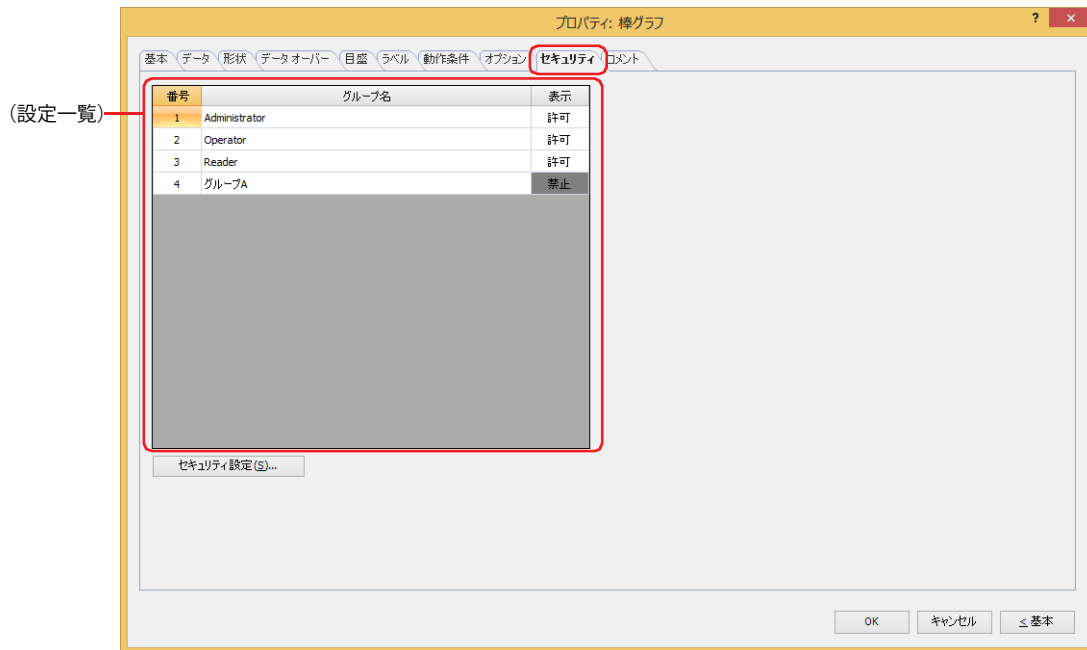 プロパティ: 棒グラフ ? ×
基本 データ 形状 データオーバー 目盛 ラベル 動作条件 オプション セキュリティ コメント
(設定一覧)
番号 グループ名 表示
1 Administrator 許可
2 Operator 許可
3 Reader 許可
4 グループA 禁止
セキュリティ設定(S)...
OK キャンセル < 基本